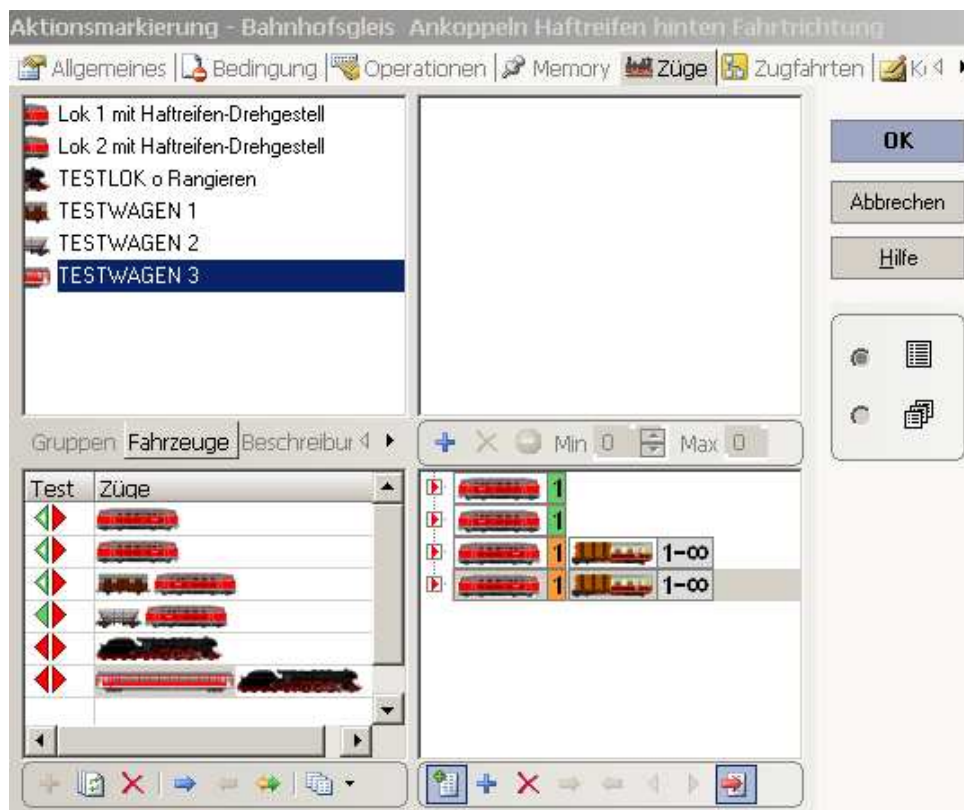 Aktionsmarkierung - Bahnhofsgleis Ankoppeln Haftreifen hinten Fahrtrichtung
Allgemeines Bedingung Operationen Memory Züge Zugfahrten
Lok 1 mit Haftreifen-Drehgestell
Lok 2 mit Haftreifen-Drehgestell
TESTLOK o Rangieren
TESTWAGEN 1
TESTWAGEN 2
TESTWAGEN 3
OK
Abbrechen
Hilfe
Gruppen Fahrzeuge Beschreibur
Min 0 Max 0
Test Züge
1
1
1 1-∞
1 1-∞